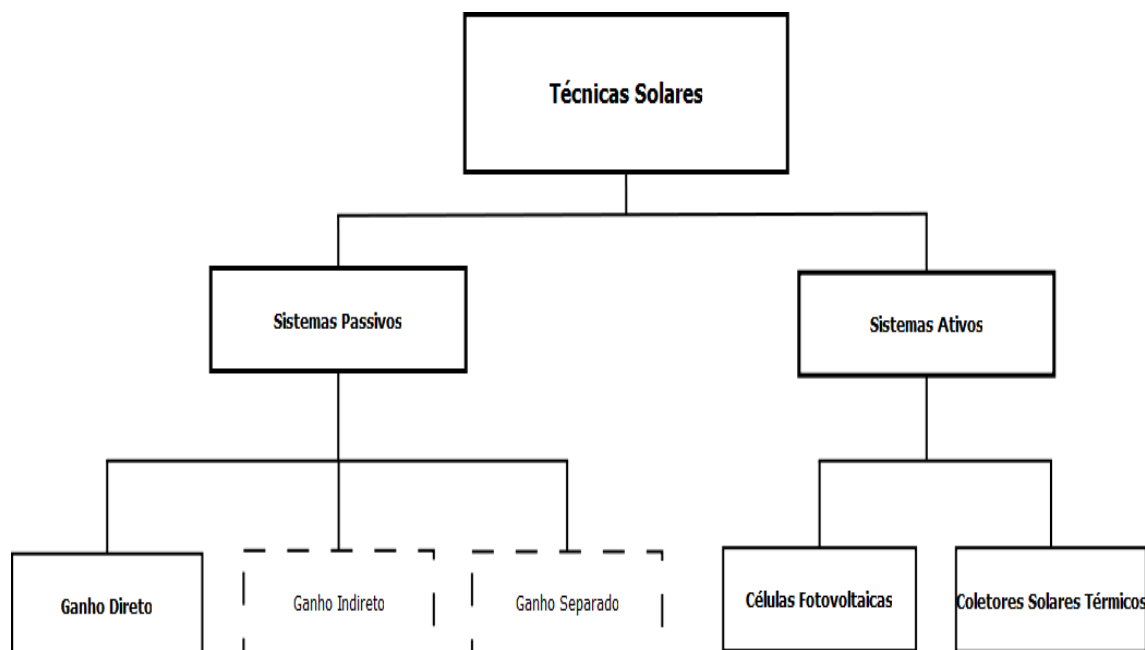 Técnicas Solares
Sistemas Passivos
Sistemas Ativos
Ganho Direto
Ganho Indireto
Ganho Separado
Células Fotovoltaicas
Coletores Solares Térmicos